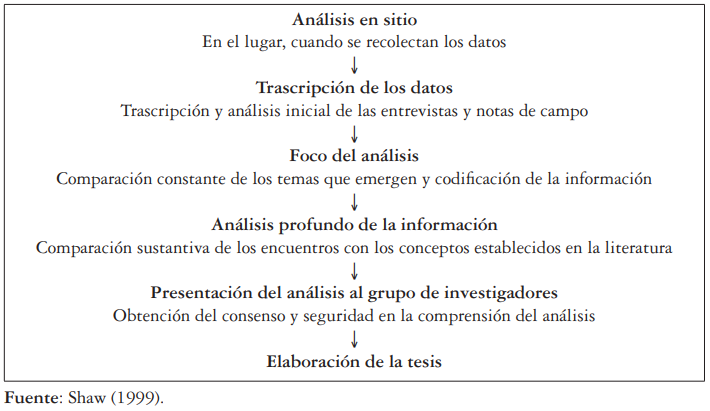 Análisis en sitio
En el lugar, cuando se recolectan los datos
Trascripción de los datos
Trascripción y análisis inicial de las entrevistas y notas de campo
Foco del análisis
Comparación constante de los temas que emergen y codificación de la información
Análisis profundo de la información
Comparación sustantiva de los encuentros con los conceptos establecidos en la literatura
Presentación del análisis al grupo de investigadores
Obtención del consenso y seguridad en la comprensión del análisis
Elaboración de la tesis
Fuente: Shaw (1999).